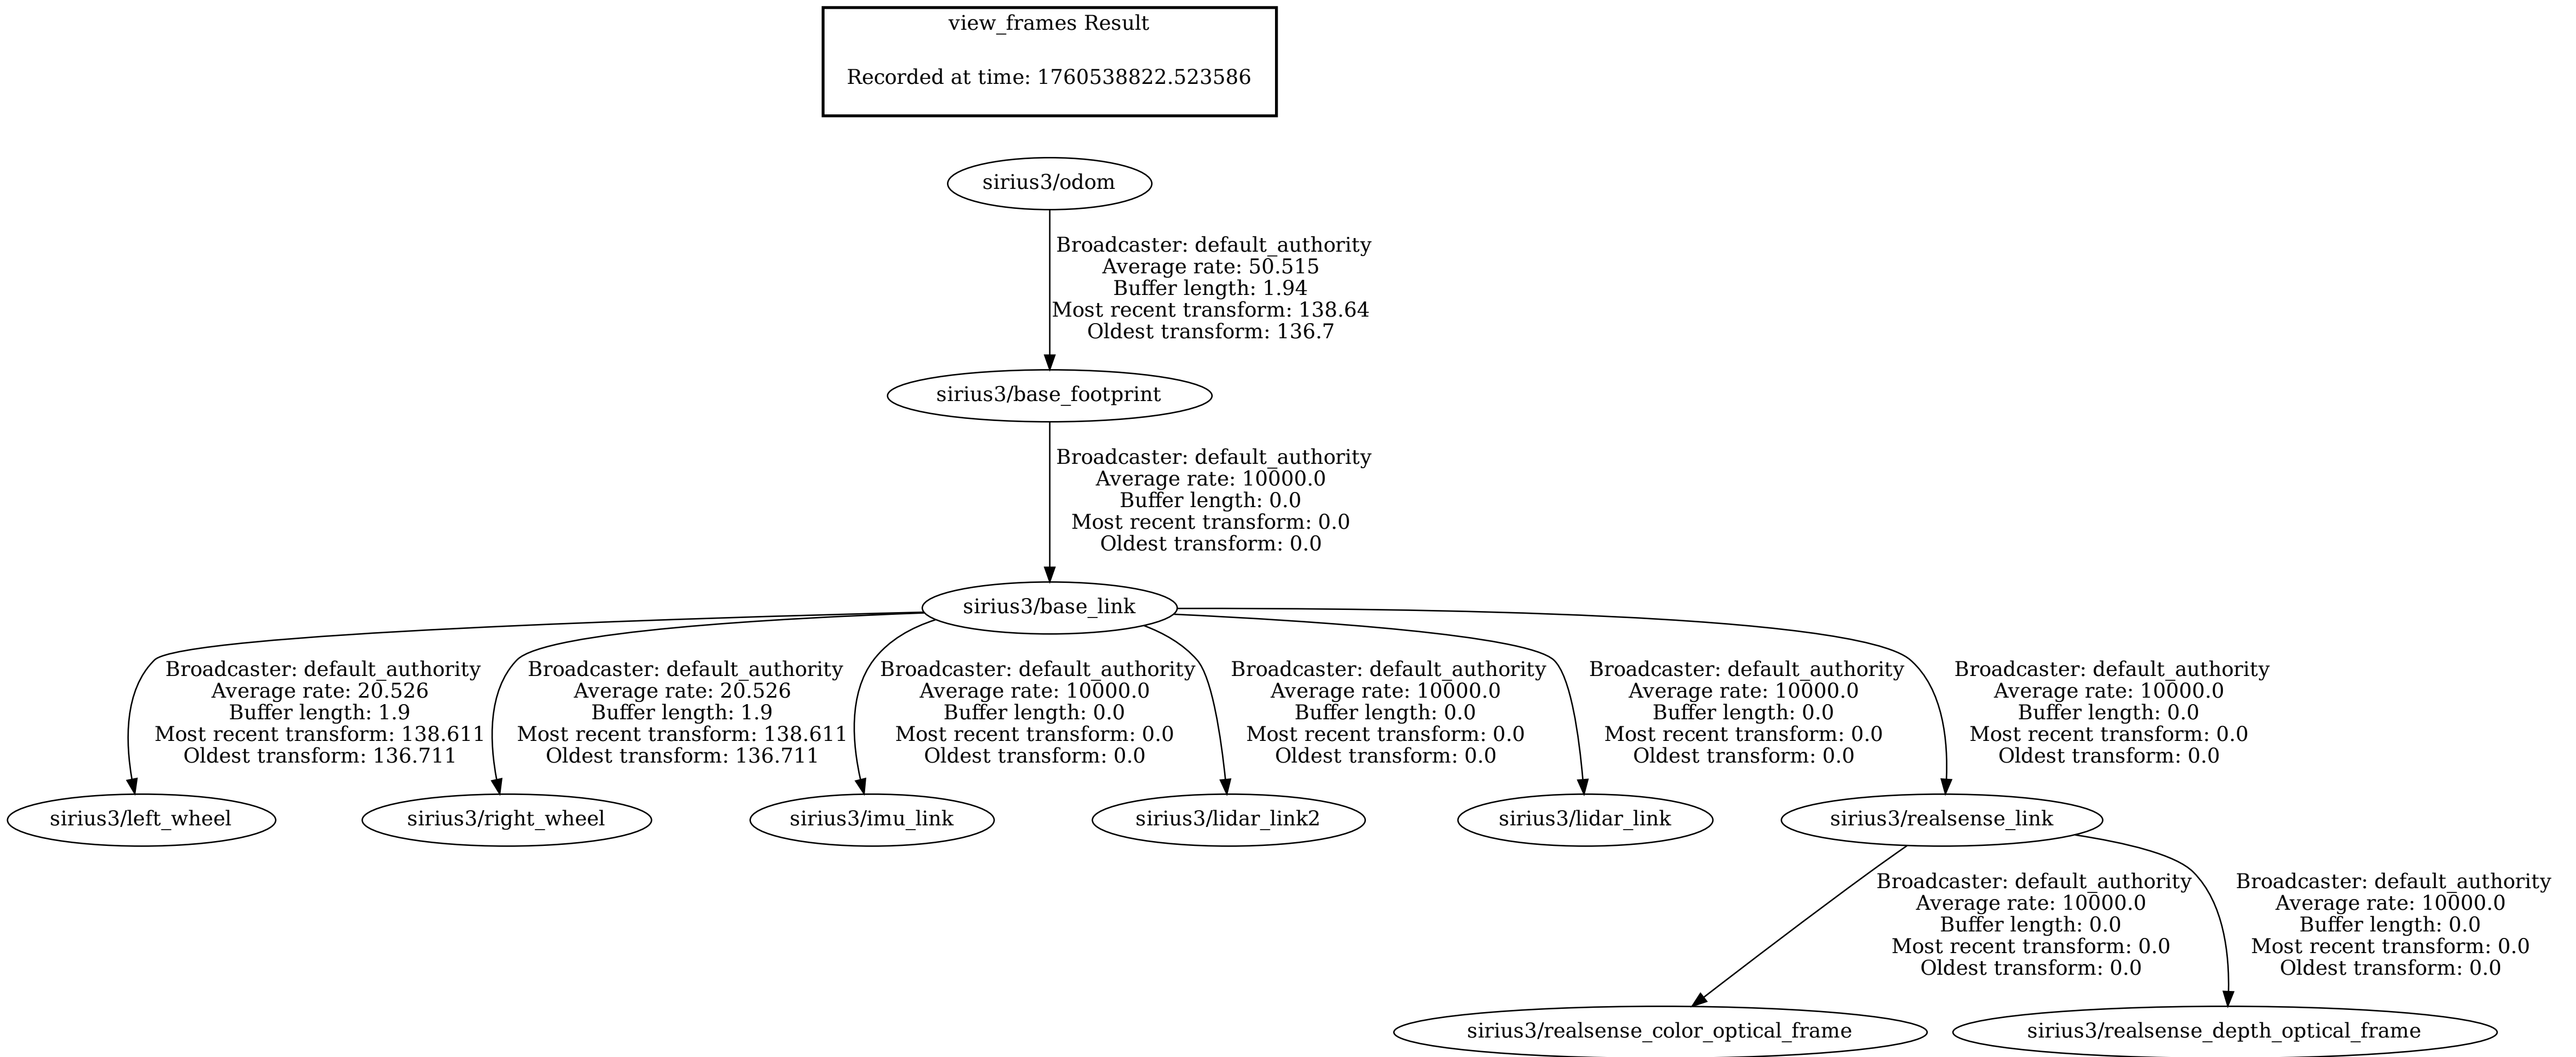 view_frames Result
Recorded at time: 1760538822.523586
sirius3/odom
Broadcaster: default_authority
Average rate: 50.515
Buffer length: 1.94
Most recent transform: 138.64
Oldest transform: 136.7
sirius3/base_footprint
Broadcaster: default_authority
Average rate: 10000.0
Buffer length: 0.0
Most recent transform: 0.0
Oldest transform: 0.0
sirius3/base_link
Broadcaster: default_authority
Average rate: 20.526
Buffer length: 1.9
Most recent transform: 138.611
Oldest transform: 136.711
Broadcaster: default_authority
Average rate: 20.526
Buffer length: 1.9
Most recent transform: 138.611
Oldest transform: 136.711
Broadcaster: default_authority
Average rate: 10000.0
Buffer length: 0.0
Most recent transform: 0.0
Oldest transform: 0.0
Broadcaster: default_authority
Average rate: 10000.0
Buffer length: 0.0
Most recent transform: 0.0
Oldest transform: 0.0
Broadcaster: default_authority
Average rate: 10000.0
Buffer length: 0.0
Most recent transform: 0.0
Oldest transform: 0.0
Broadcaster: default_authority
Average rate: 10000.0
Buffer length: 0.0
Most recent transform: 0.0
Oldest transform: 0.0
sirius3/left_wheel
sirius3/right_wheel
sirius3/imu_link
sirius3/lidar_link2
sirius3/lidar_link
sirius3/realsense_link
Broadcaster: default_authority
Average rate: 10000.0
Buffer length: 0.0
Most recent transform: 0.0
Oldest transform: 0.0
Broadcaster: default_authority
Average rate: 10000.0
Buffer length: 0.0
Most recent transform: 0.0
Oldest transform: 0.0
sirius3/realsense_color_optical_frame
sirius3/realsense_depth_optical_frame